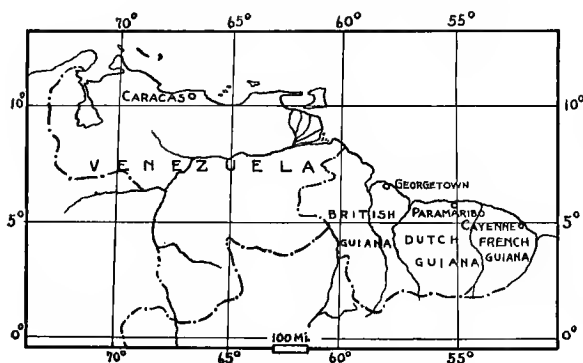 70° 65° 60° 55°
10° 10°
CARACAS
VENEZUELA
GEORGETOWN
BRITISH PARAMARIBO
5° CAYENNE 5°
GUIANA DUTCH FRENCH
GUIANA GUIANA
0° 0°
100 MI.
70° 65° 60° 55°